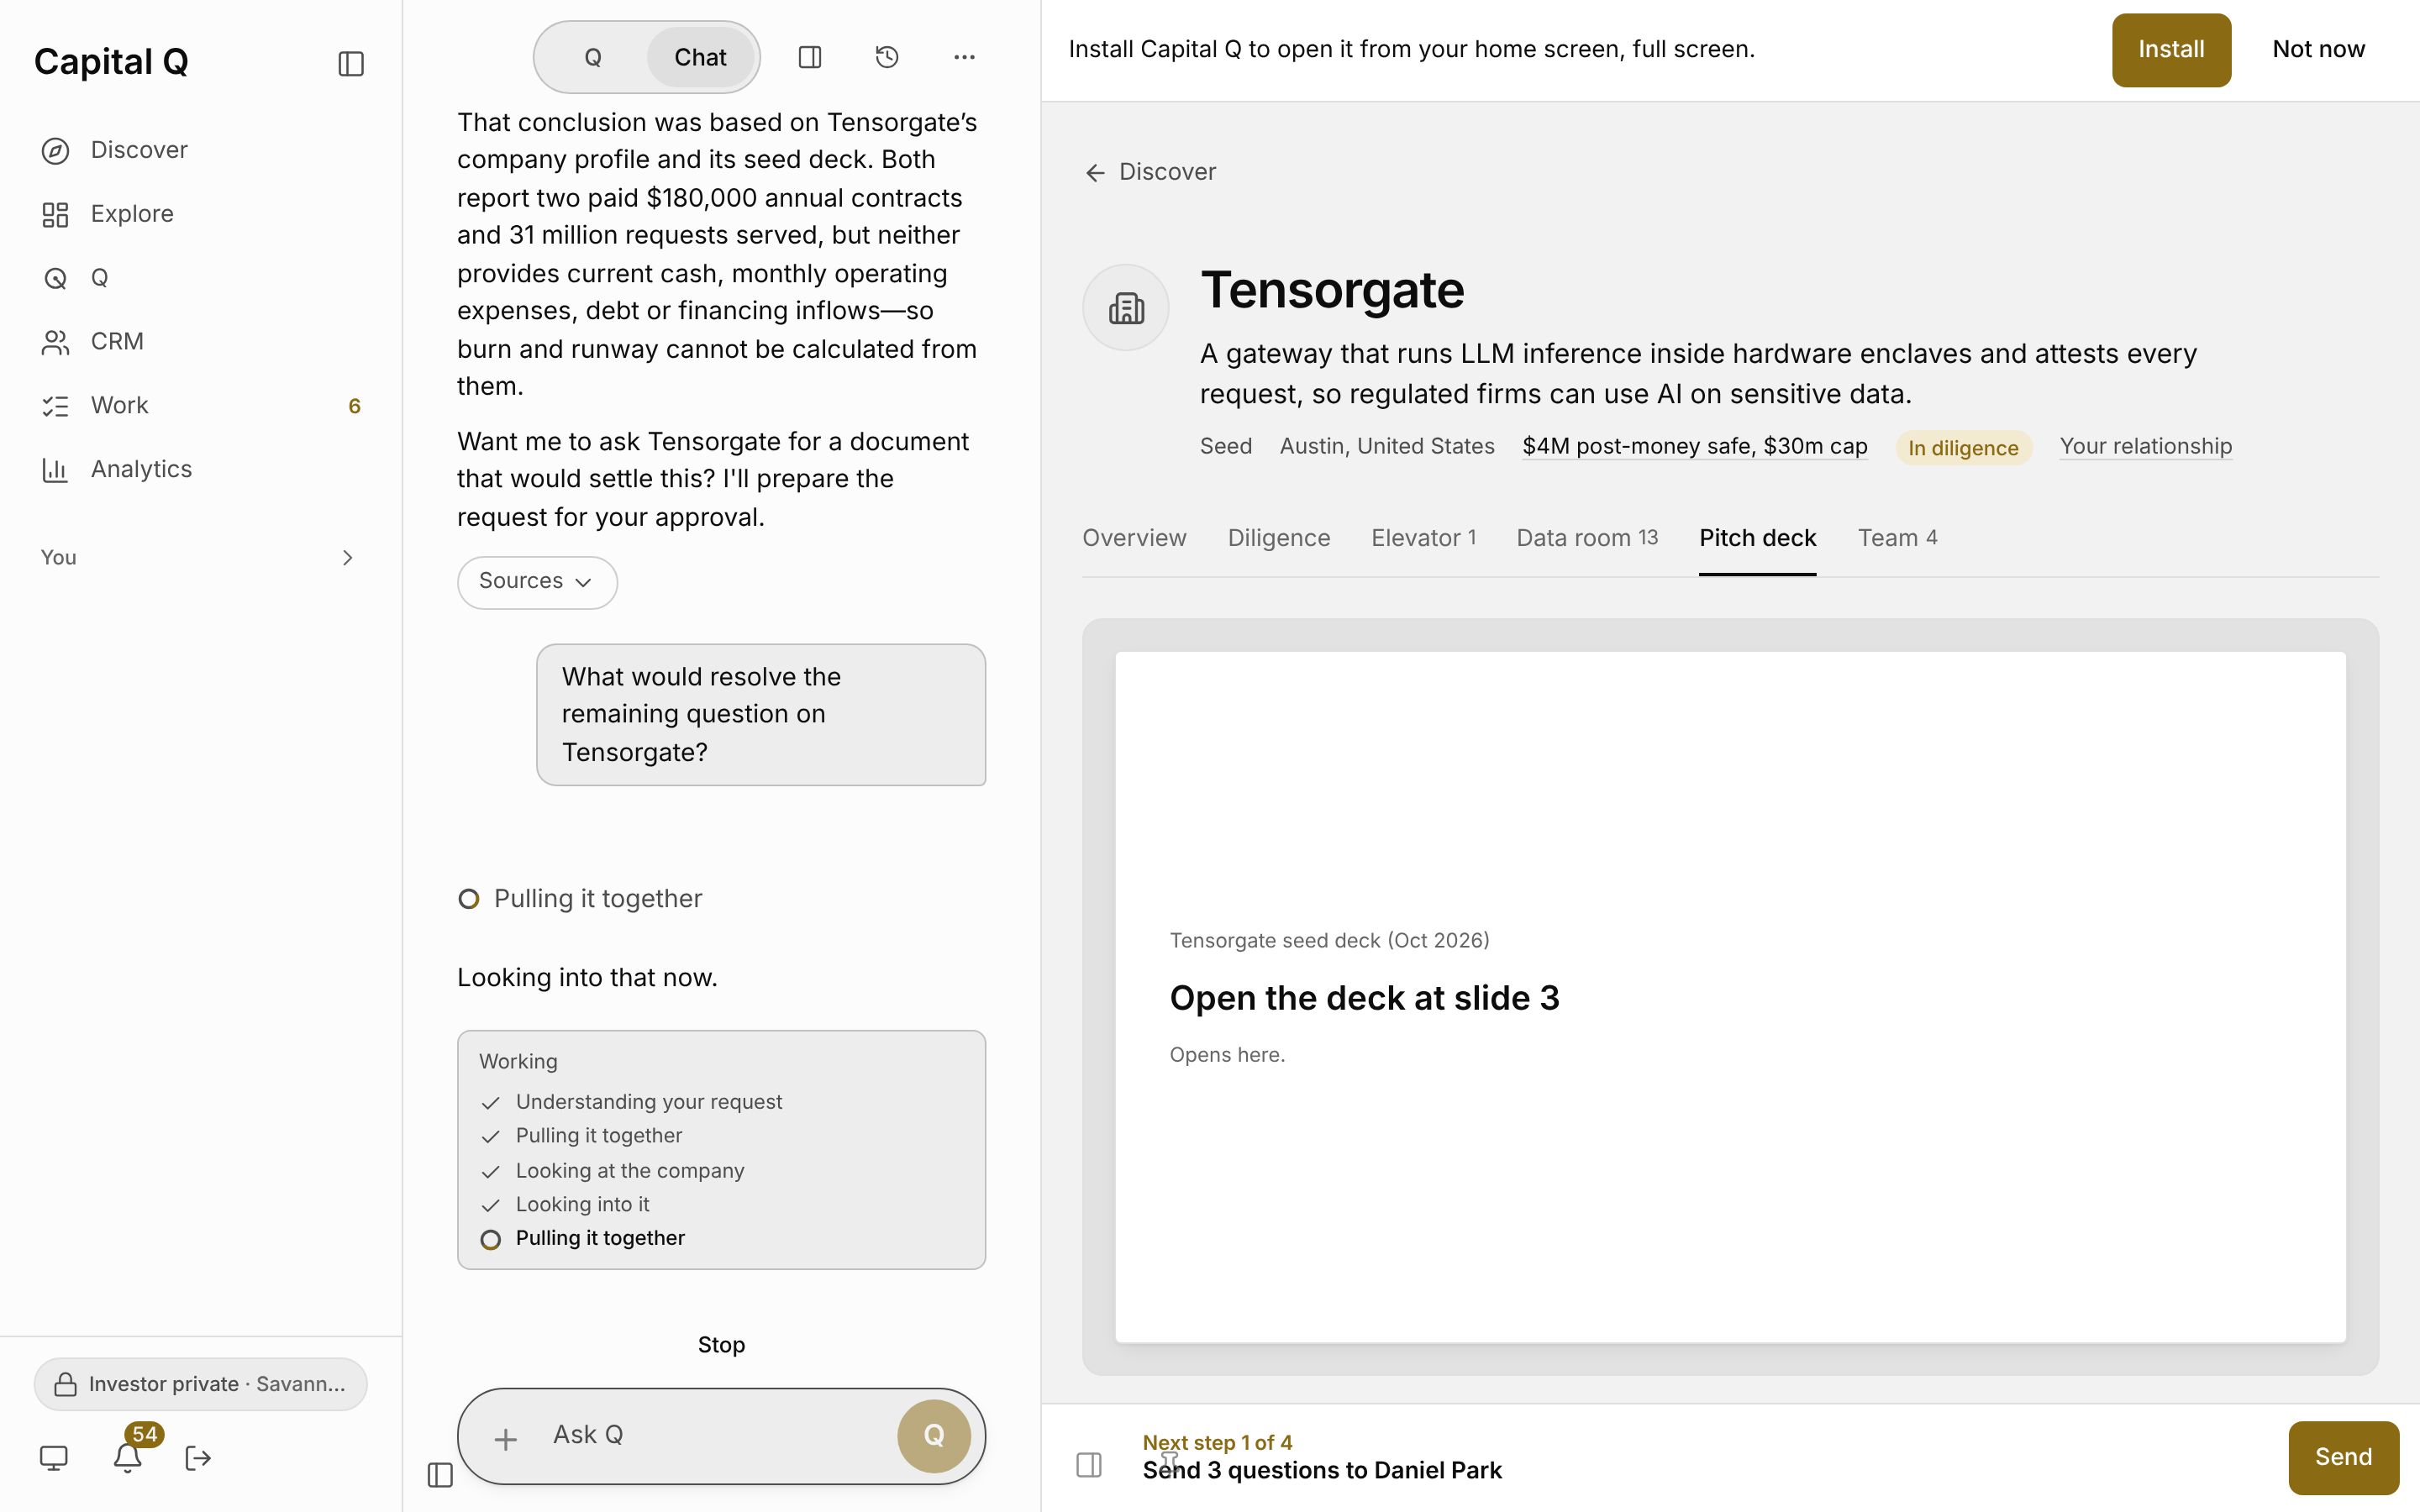 Capital Q
Discover
Explore
Q
CRM
Work 6
Analytics
You
Investor private · Savann...
54
Q Chat
That conclusion was based on Tensorgate’s
company profile and its seed deck. Both
report two paid $180,000 annual contracts
and 31 million requests served, but neither
provides current cash, monthly operating
expenses, debt or financing inflows—so
burn and runway cannot be calculated from
them.
Want me to ask Tensorgate for a document
that would settle this? I'll prepare the
request for your approval.
Sources
What would resolve the
remaining question on
Tensorgate?
Pulling it together
Looking into that now.
Working
Understanding your request
Pulling it together
Looking at the company
Looking into it
Pulling it together
Stop
Ask Q Q
Install Capital Q to open it from your home screen, full screen. Install Not now
Discover
Tensorgate
A gateway that runs LLM inference inside hardware enclaves and attests every
request, so regulated firms can use AI on sensitive data.
Seed Austin, United States $4M post-money safe, $30m cap In diligence Your relationship
Overview Diligence Elevator 1 Data room 13 Pitch deck Team 4
Tensorgate seed deck (Oct 2026)
Open the deck at slide 3
Opens here.
Next step 1 of 4
Send 3 questions to Daniel Park
Send